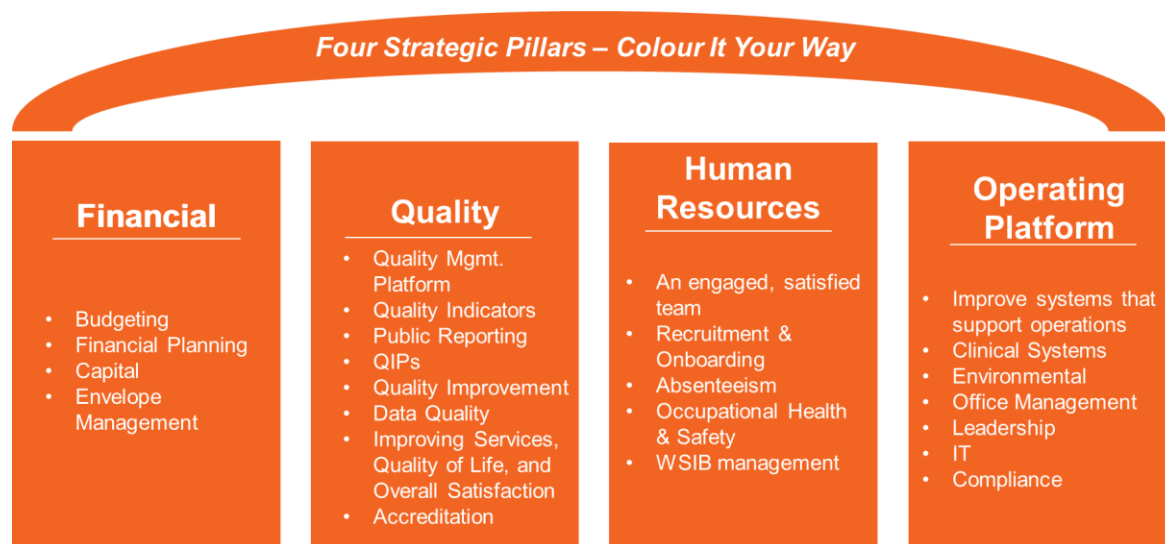 Four Strategic Pillars – Colour It Your Way
Financial
• Budgeting
• Financial Planning
• Capital
• Envelope
Management
Quality
• Quality Mgmt.
Platform
• Quality Indicators
• Public Reporting
• QIPs
• Quality Improvement
• Data Quality
• Improving Services,
Quality of Life, and
Overall Satisfaction
• Accreditation
Human
Resources
• An engaged, satisfied
team
• Recruitment &
Onboarding
• Absenteeism
• Occupational Health
& Safety
• WSIB management
Operating
Platform
• Improve systems that
support operations
• Clinical Systems
• Environmental
• Office Management
• Leadership
• IT
• Compliance